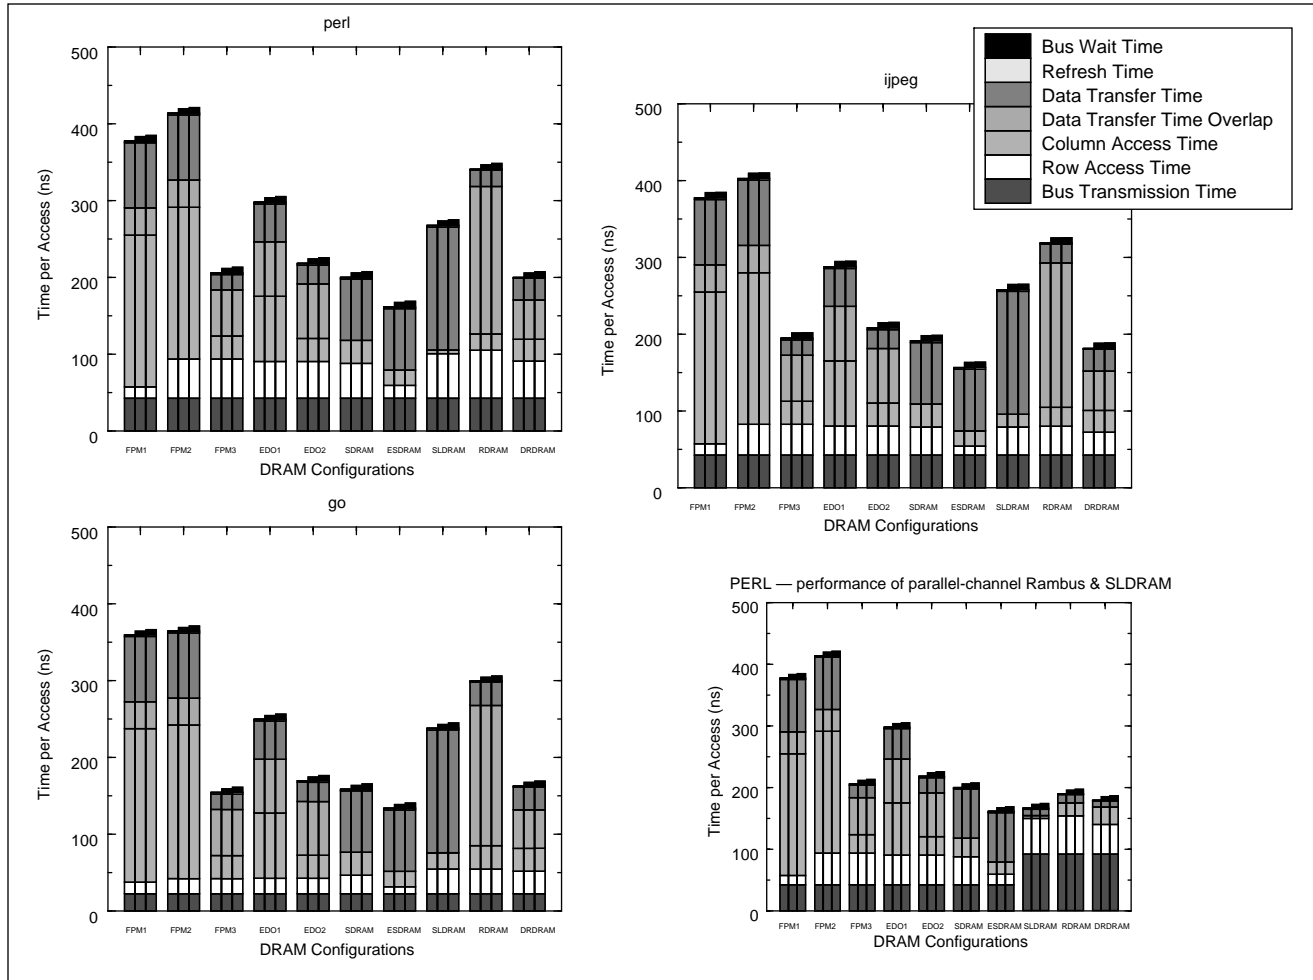 perl
500
400
300
200
100
0
Time per Access (ns)
FPM1 FPM2 FPM3 EDO1 EDO2 SDRAM ESDRAM SLDRAM RDRAM DRDRAM
DRAM Configurations
ijpeg
500
400
300
200
100
0
Time per Access (ns)
FPM1 FPM2 FPM3 EDO1 EDO2 SDRAM ESDRAM SLDRAM RDRAM DRDRAM
DRAM Configurations
Bus Wait Time
Refresh Time
Data Transfer Time
Data Transfer Time Overlap
Column Access Time
Row Access Time
Bus Transmission Time
go
500
400
300
200
100
0
Time per Access (ns)
FPM1 FPM2 FPM3 EDO1 EDO2 SDRAM ESDRAM SLDRAM RDRAM DRDRAM
DRAM Configurations
PERL — performance of parallel-channel Rambus & SLDRAM
500
400
300
200
100
0
Time per Access (ns)
FPM1 FPM2 FPM3 EDO1 EDO2 SDRAM ESDRAM SLDRAM RDRAM DRDRAM
DRAM Configurations